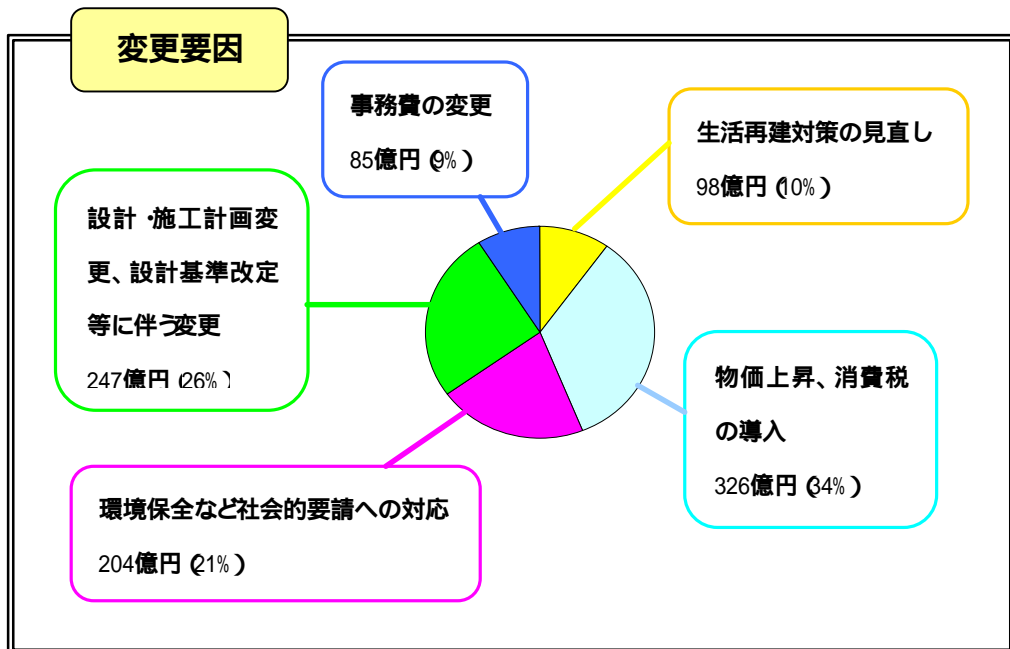 変更要因
事務費の変更
85億円(9%)
生活再建対策の見直し
98億円(10%)
設計・施工計画変
更、設計基準改定
等に伴う変更
247億円(26%)
物価上昇、消費税
の導入
326億円(34%)
環境保全など社会的要請への対応
204億円(21%)